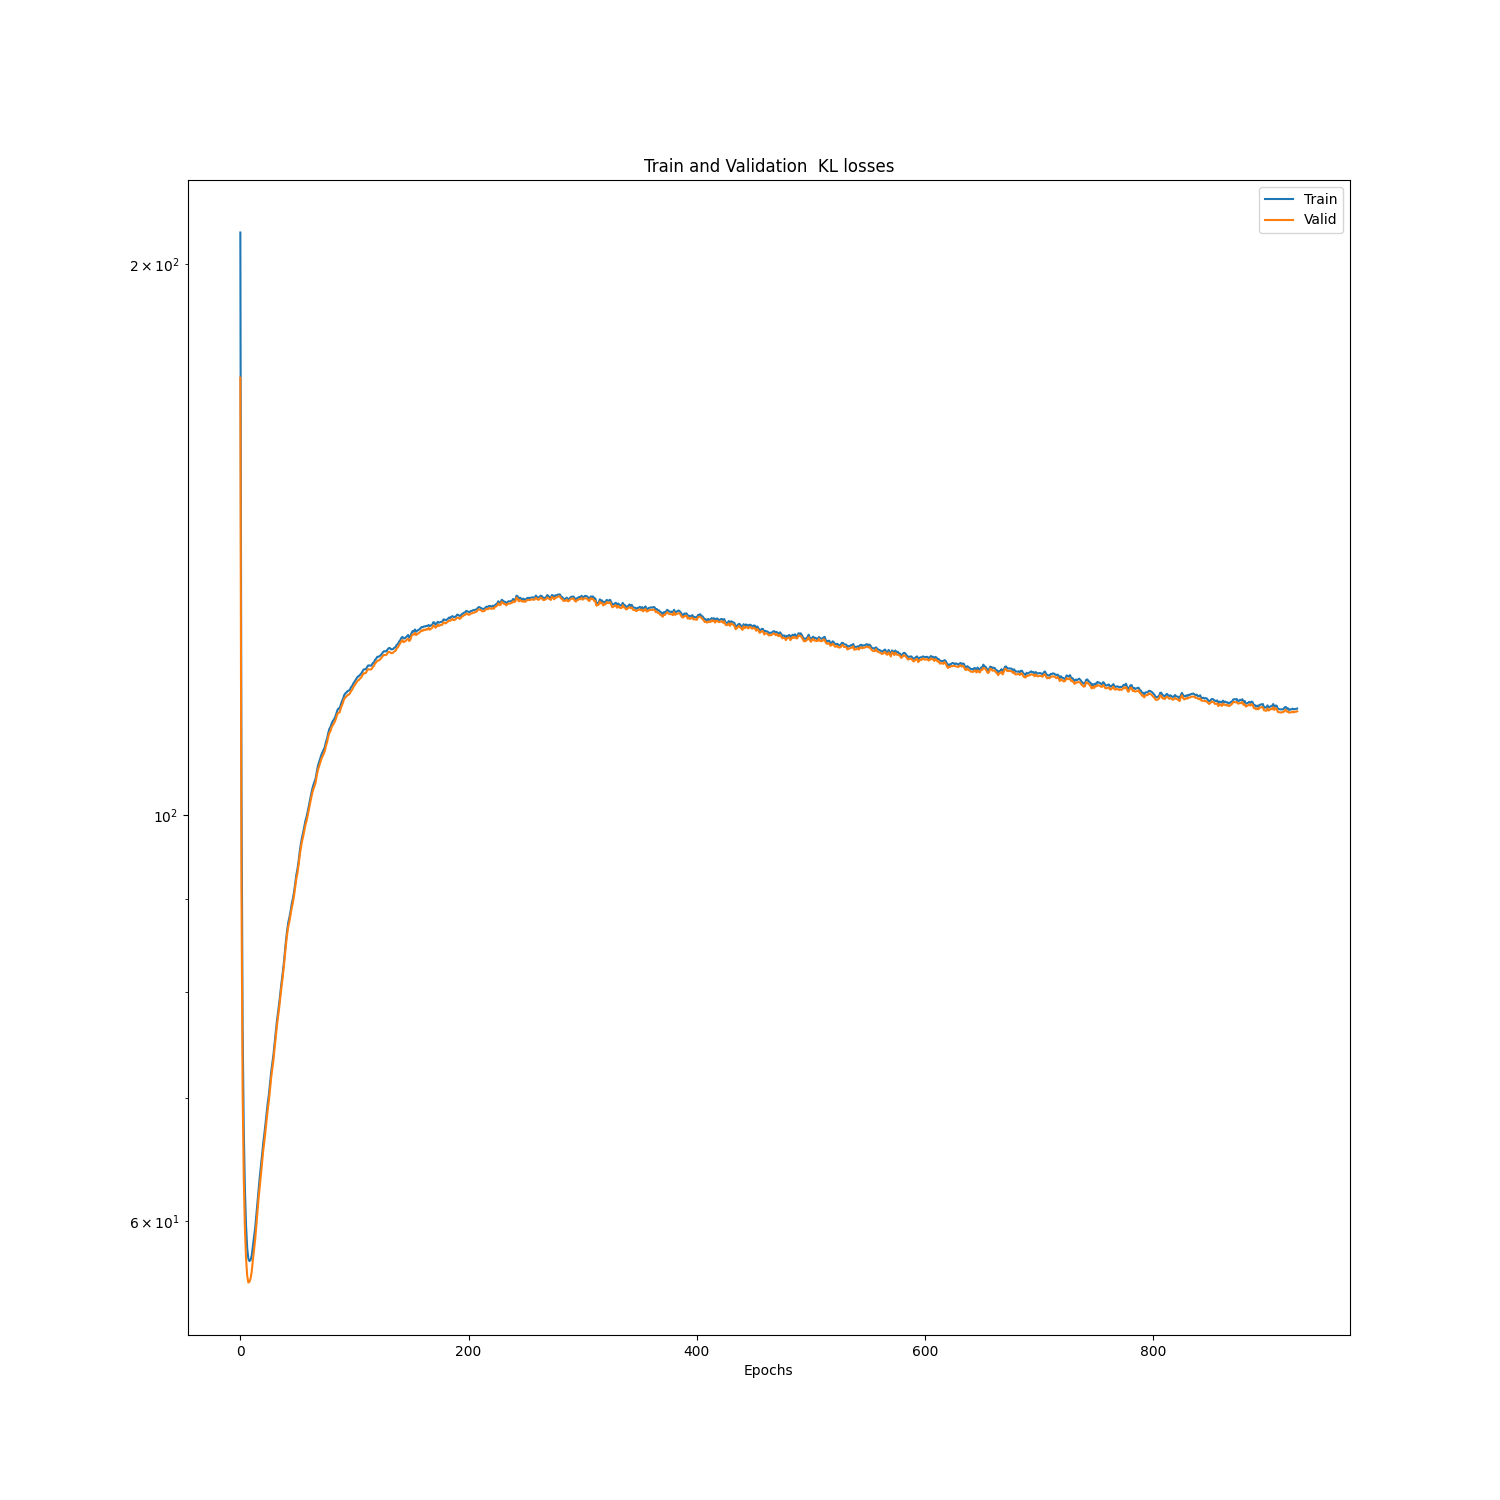 Train and Validation  KL losses
Train
Valid
2 × 10²
10²
6 × 10¹
0 200 400 600 800
Epochs